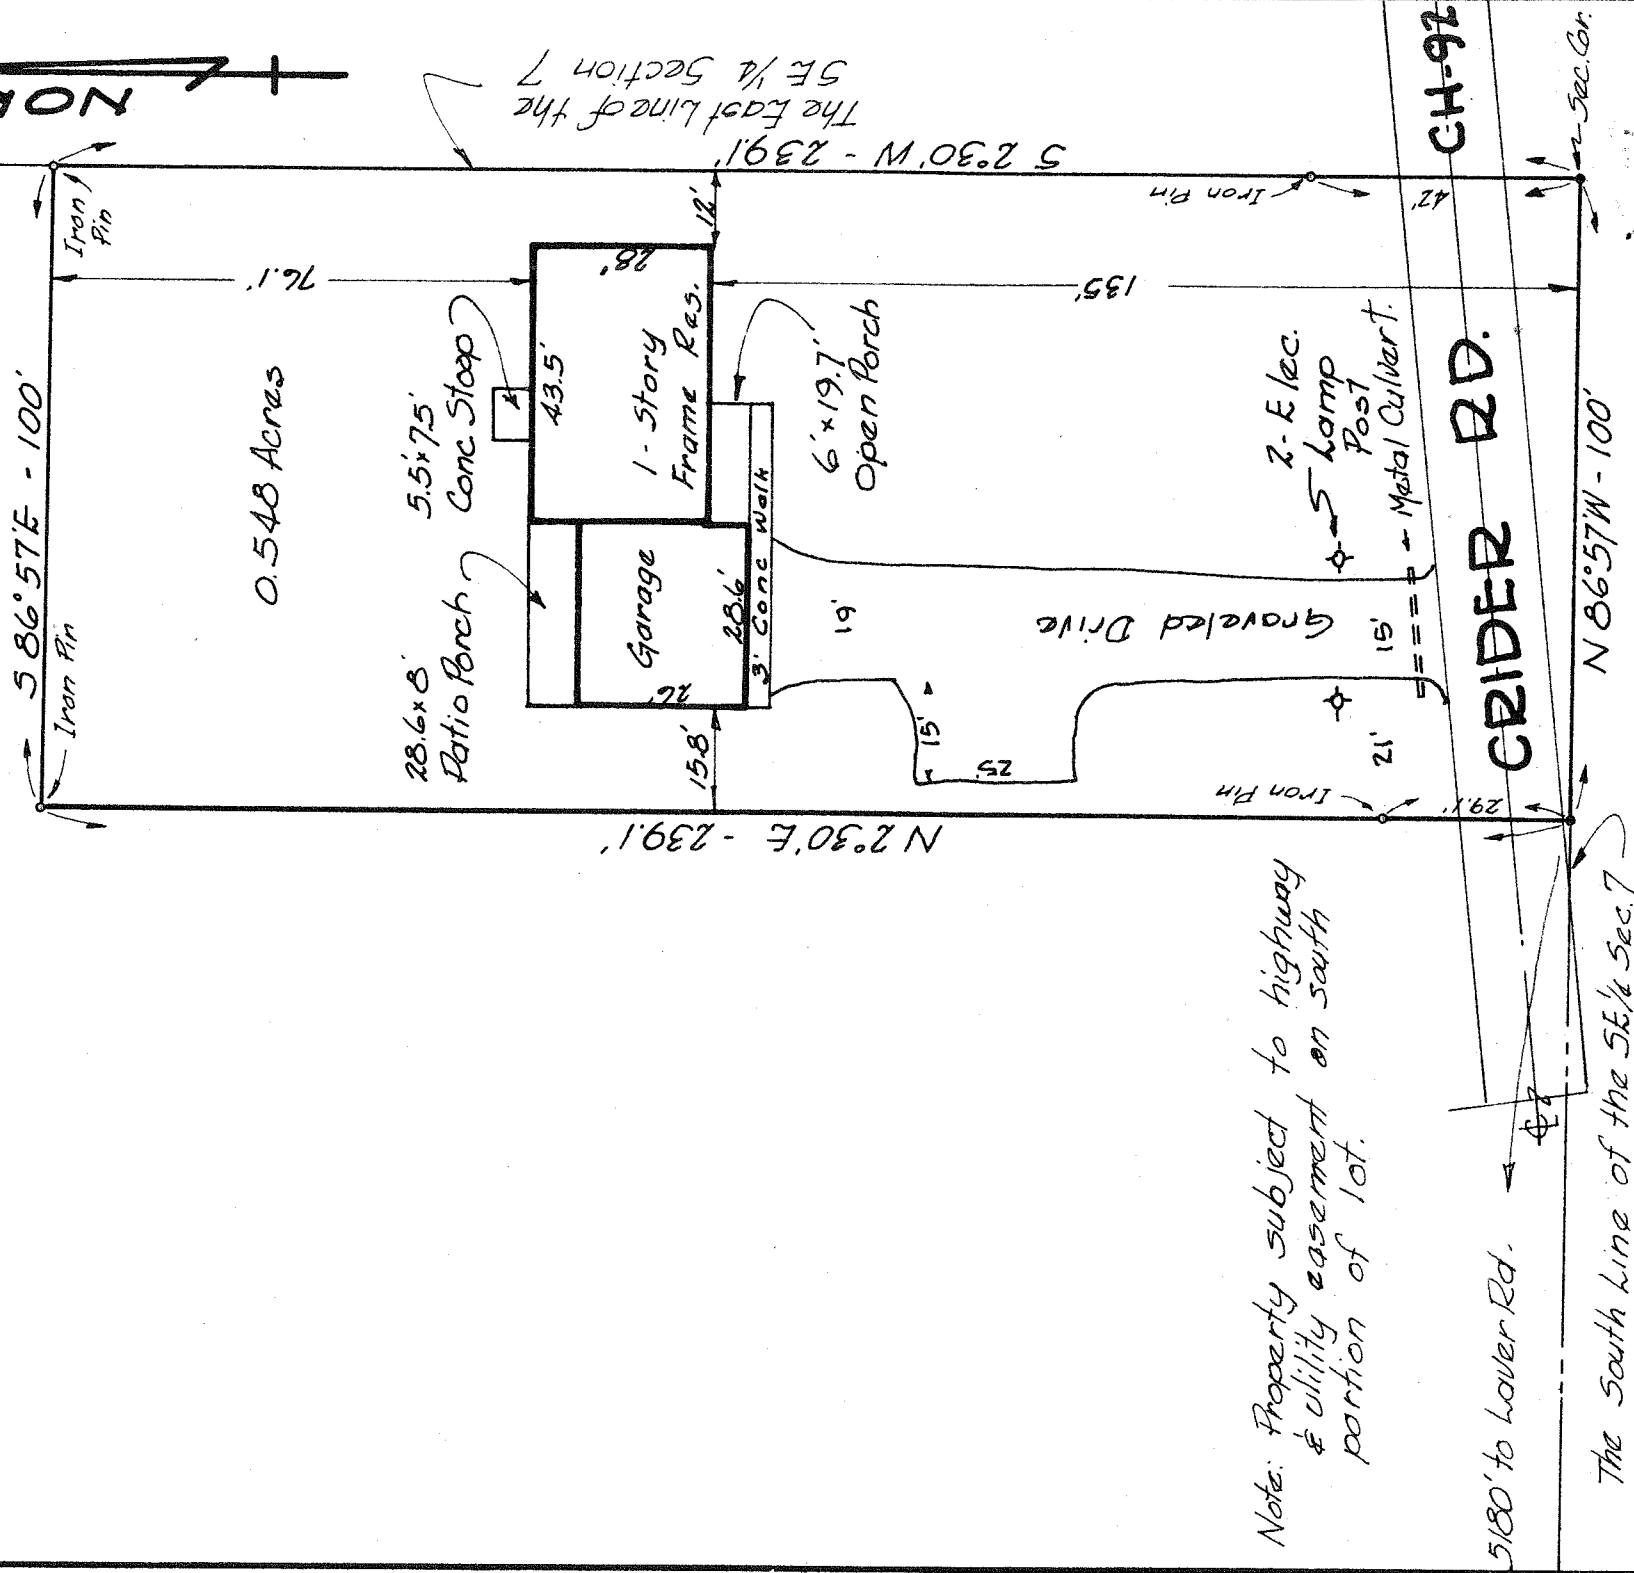 S 86°57'E - 100'
Iron Pin
Iron
Pin
The East Line of the
SE 1/4 Section 7
S 2°30'W - 239.1'
76.1'
0.548 Acres
28.6x8'
Patio Porch
5.5'x7.5'
Conc Stoop
43.5'
28'
12'
1-Story
Frame Res.
Garage
26'
28.6'
3' Conc Walk
15.8'
6'x19.7'
Open Porch
135'
N 2°30'E - 239.1'
19'
15'
25'
Graveled Drive
2-Elec.
Lamp
Post
Metal Culvert.
15'
21'
Iron Pin
29.1'
Iron Pin
42'
CRIDER RD.
CH-92
Sec. Cor.
N 86°57'W - 100'
Note: Property subject to highway
& utility easement on south
portion of lot.
5180' to Laver Rd.
The South Line of the SE 1/4 Sec. 7